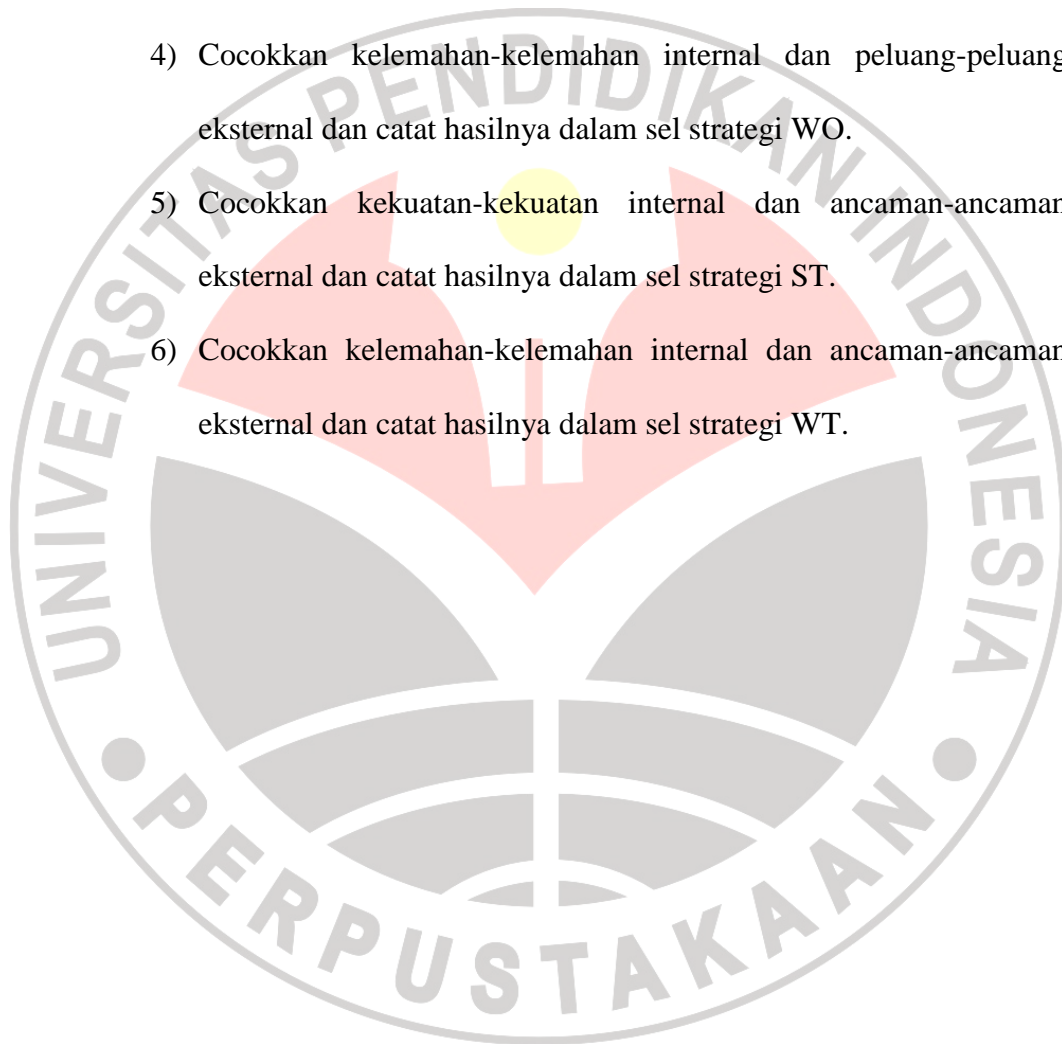 4) Cocokkan kelemahan-kelemahan internal dan peluang-peluang
eksternal dan catat hasilnya dalam sel strategi WO.
5) Cocokkan kekuatan-kekuatan internal dan ancaman-ancaman
eksternal dan catat hasilnya dalam sel strategi ST.
6) Cocokkan kelemahan-kelemahan internal dan ancaman-ancaman
eksternal dan catat hasilnya dalam sel strategi WT.
UNIVERSITAS PENDIDIKAN INDONESIA
PERPUSTAKAAN